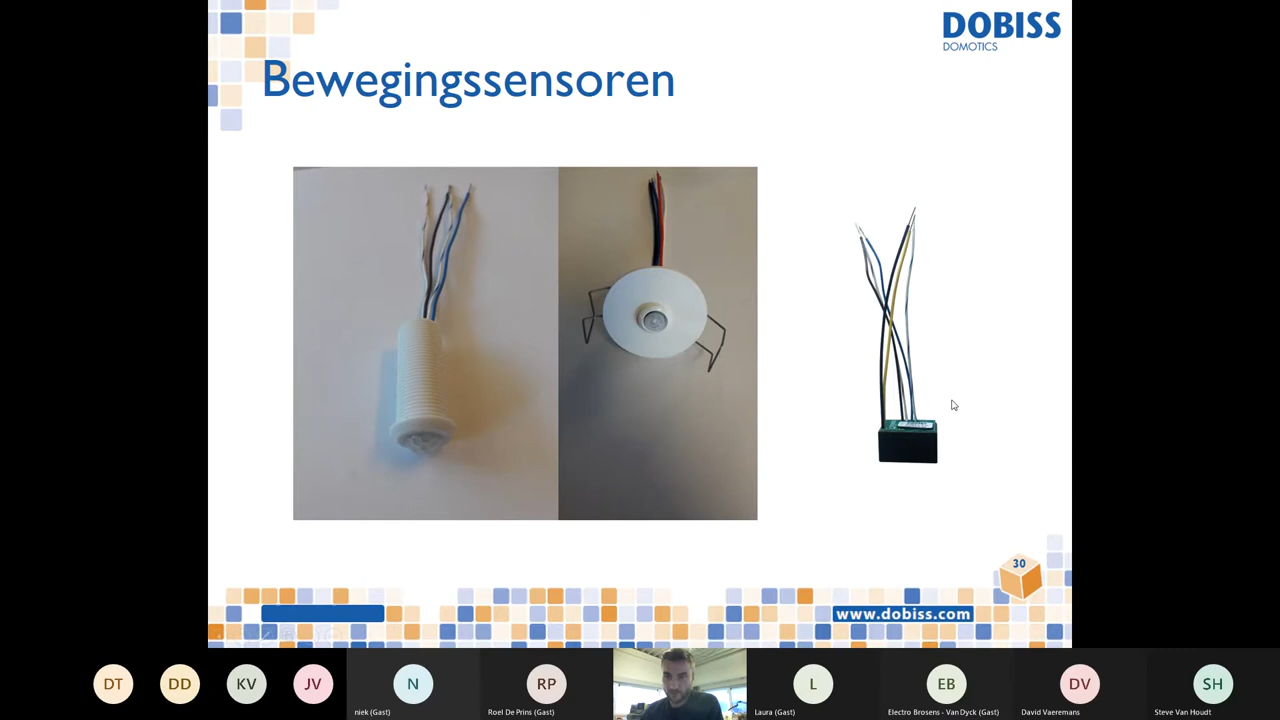 DOBISS
DOMOTICS
Bewegingssensoren
30
www.dobiss.com
DT
DD
KV
JV
N
RP
L
EB
DV
SH
niek (Gast)
Roel De Prins (Gast)
Laura (Gast)
Electro Brosens - Van Dyck (Gast)
David Vaeremans
Steve Van Houdt